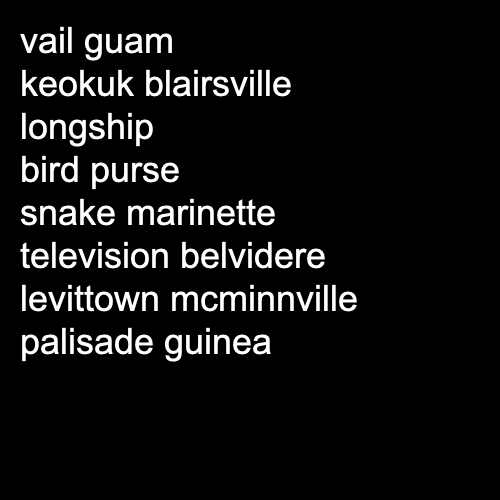 vail guam
keokuk blairsville
longship
bird purse
snake marinette
television belvidere
levittown mcminnville
palisade guinea